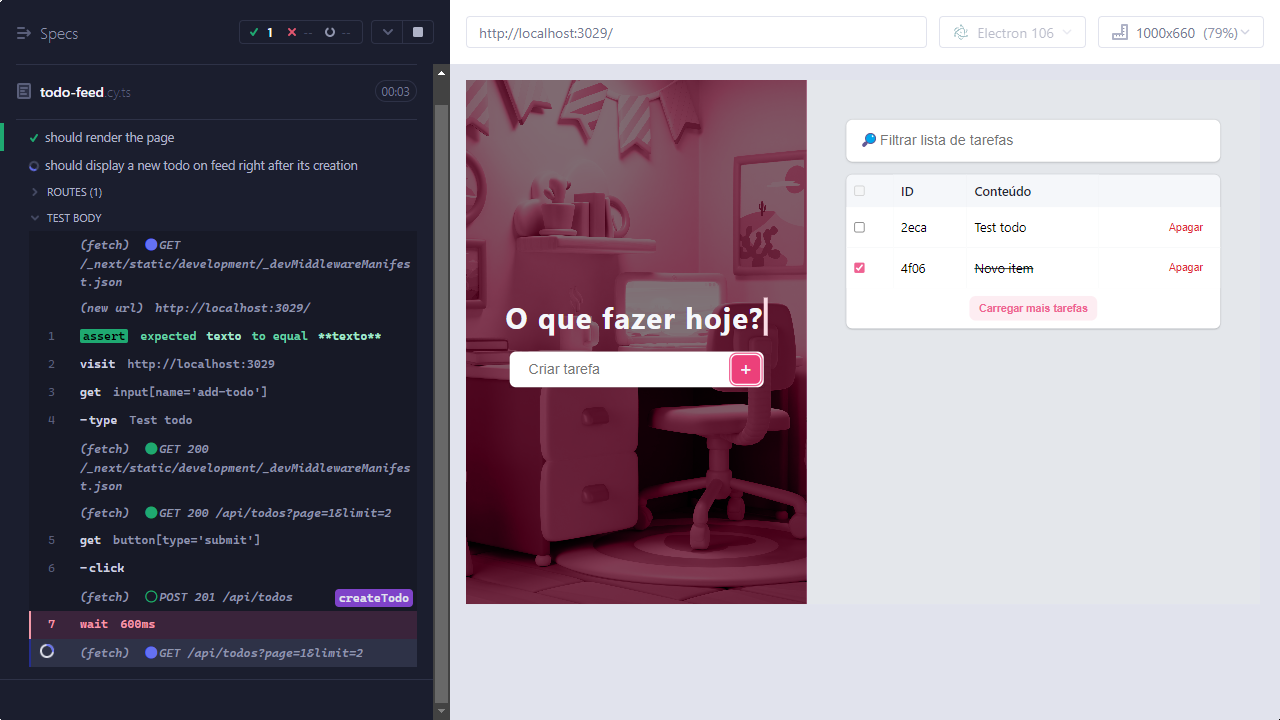 Specs
1
--
--
http://localhost:3029/
Electron 106
1000x660 (79%)
todo-feed.cy.ts
00:03
should render the page
should display a new todo on feed right after its creation
ROUTES (1)
TEST BODY
(fetch) GET
/_next/static/development/_devMiddlewareManifes
t.json
(new url) http://localhost:3029/
1 assert expected texto to equal **texto**
2 visit http://localhost:3029
3 get input[name='add-todo']
4 -type Test todo
(fetch) GET 200
/_next/static/development/_devMiddlewareManifes
t.json
(fetch) GET 200 /api/todos?page=1&limit=2
5 get button[type='submit']
6 -click
(fetch) POST 201 /api/todos createTodo
7 wait 600ms
(fetch) GET /api/todos?page=1&limit=2
O que fazer hoje?
Criar tarefa
+
Filtrar lista de tarefas
ID Conteúdo
2eca Test todo Apagar
4f06 Novo item Apagar
Carregar mais tarefas